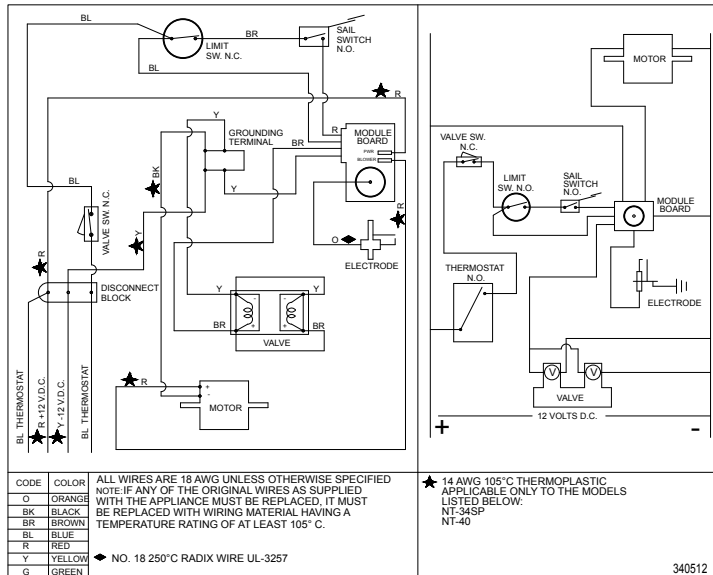 BL
LIMIT
SW. N.C.
BR
SAIL
SWITCH
N.O.
BL
R
Y
GROUNDING
TERMINAL
BR
R
MODULE
BOARD
PWR
BLOWER
BK
Y
R
BL
VALVE SW. N.C.
R
Y
O
ELECTRODE
DISCONNECT
BLOCK
Y
Y
-
-
+
+
BR
BR
VALVE
R
+
-
MOTOR
BL THERMOSTAT
R +12 V.D.C.
Y -12 V.D.C.
BL THERMOSTAT
MOTOR
VALVE SW.
N.C.
LIMIT
SW. N.O.
SAIL
SWITCH
N.O.
MODULE
BOARD
THERMOSTAT
N.O.
ELECTRODE
V
V
VALVE
12 VOLTS D.C.
+
-
CODE COLOR
O ORANGE
BK BLACK
BR BROWN
BL BLUE
R RED
Y YELLOW
G GREEN
ALL WIRES ARE 18 AWG UNLESS OTHERWISE SPECIFIED
NOTE: IF ANY OF THE ORIGINAL WIRES AS SUPPLIED
WITH THE APPLIANCE MUST BE REPLACED, IT MUST
BE REPLACED WITH WIRING MATERIAL HAVING A
TEMPERATURE RATING OF AT LEAST 105° C.
NO. 18 250°C RADIX WIRE UL-3257
14 AWG 105°C THERMOPLASTIC
APPLICABLE ONLY TO THE MODELS
LISTED BELOW:
NT-34SP
NT-40
340512